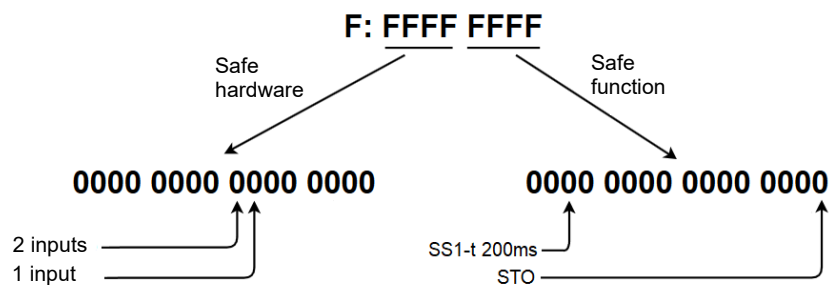 F: FFFF FFFF
Safe
hardware
Safe
function
0000 0000 0000 0000
0000 0000 0000 0000
2 inputs
1 input
SS1-t 200ms
STO